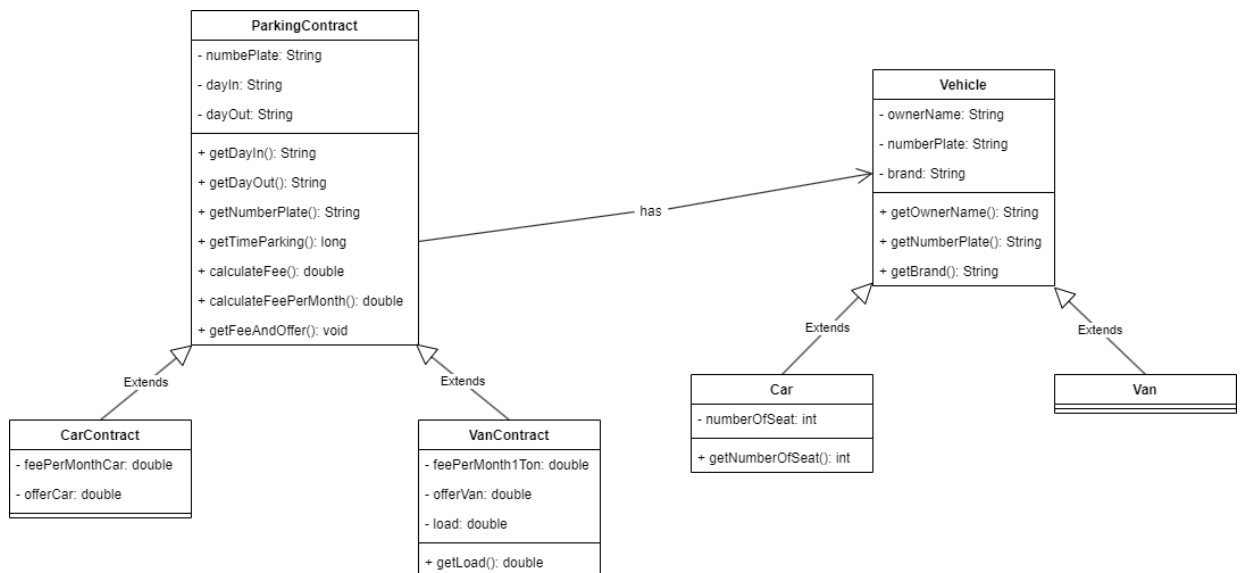 ParkingContract
- numbePlate: String
- dayIn: String
- dayOut: String
+ getDayIn(): String
+ getDayOut(): String
+ getNumberPlate(): String
+ getTimeParking(): long
+ calculateFee(): double
+ calculateFeePerMonth(): double
+ getFeeAndOffer(): void
has
Vehicle
- ownerName: String
- numberPlate: String
- brand: String
+ getOwnerName(): String
+ getNumberPlate(): String
+ getBrand(): String
Extends
Extends
Extends
Extends
CarContract
- feePerMonthCar: double
- offerCar: double
VanContract
- feePerMonth1Ton: double
- offerVan: double
- load: double
+ getLoad(): double
Car
- numberOfSeat: int
+ getNumberOfSeat(): int
Van